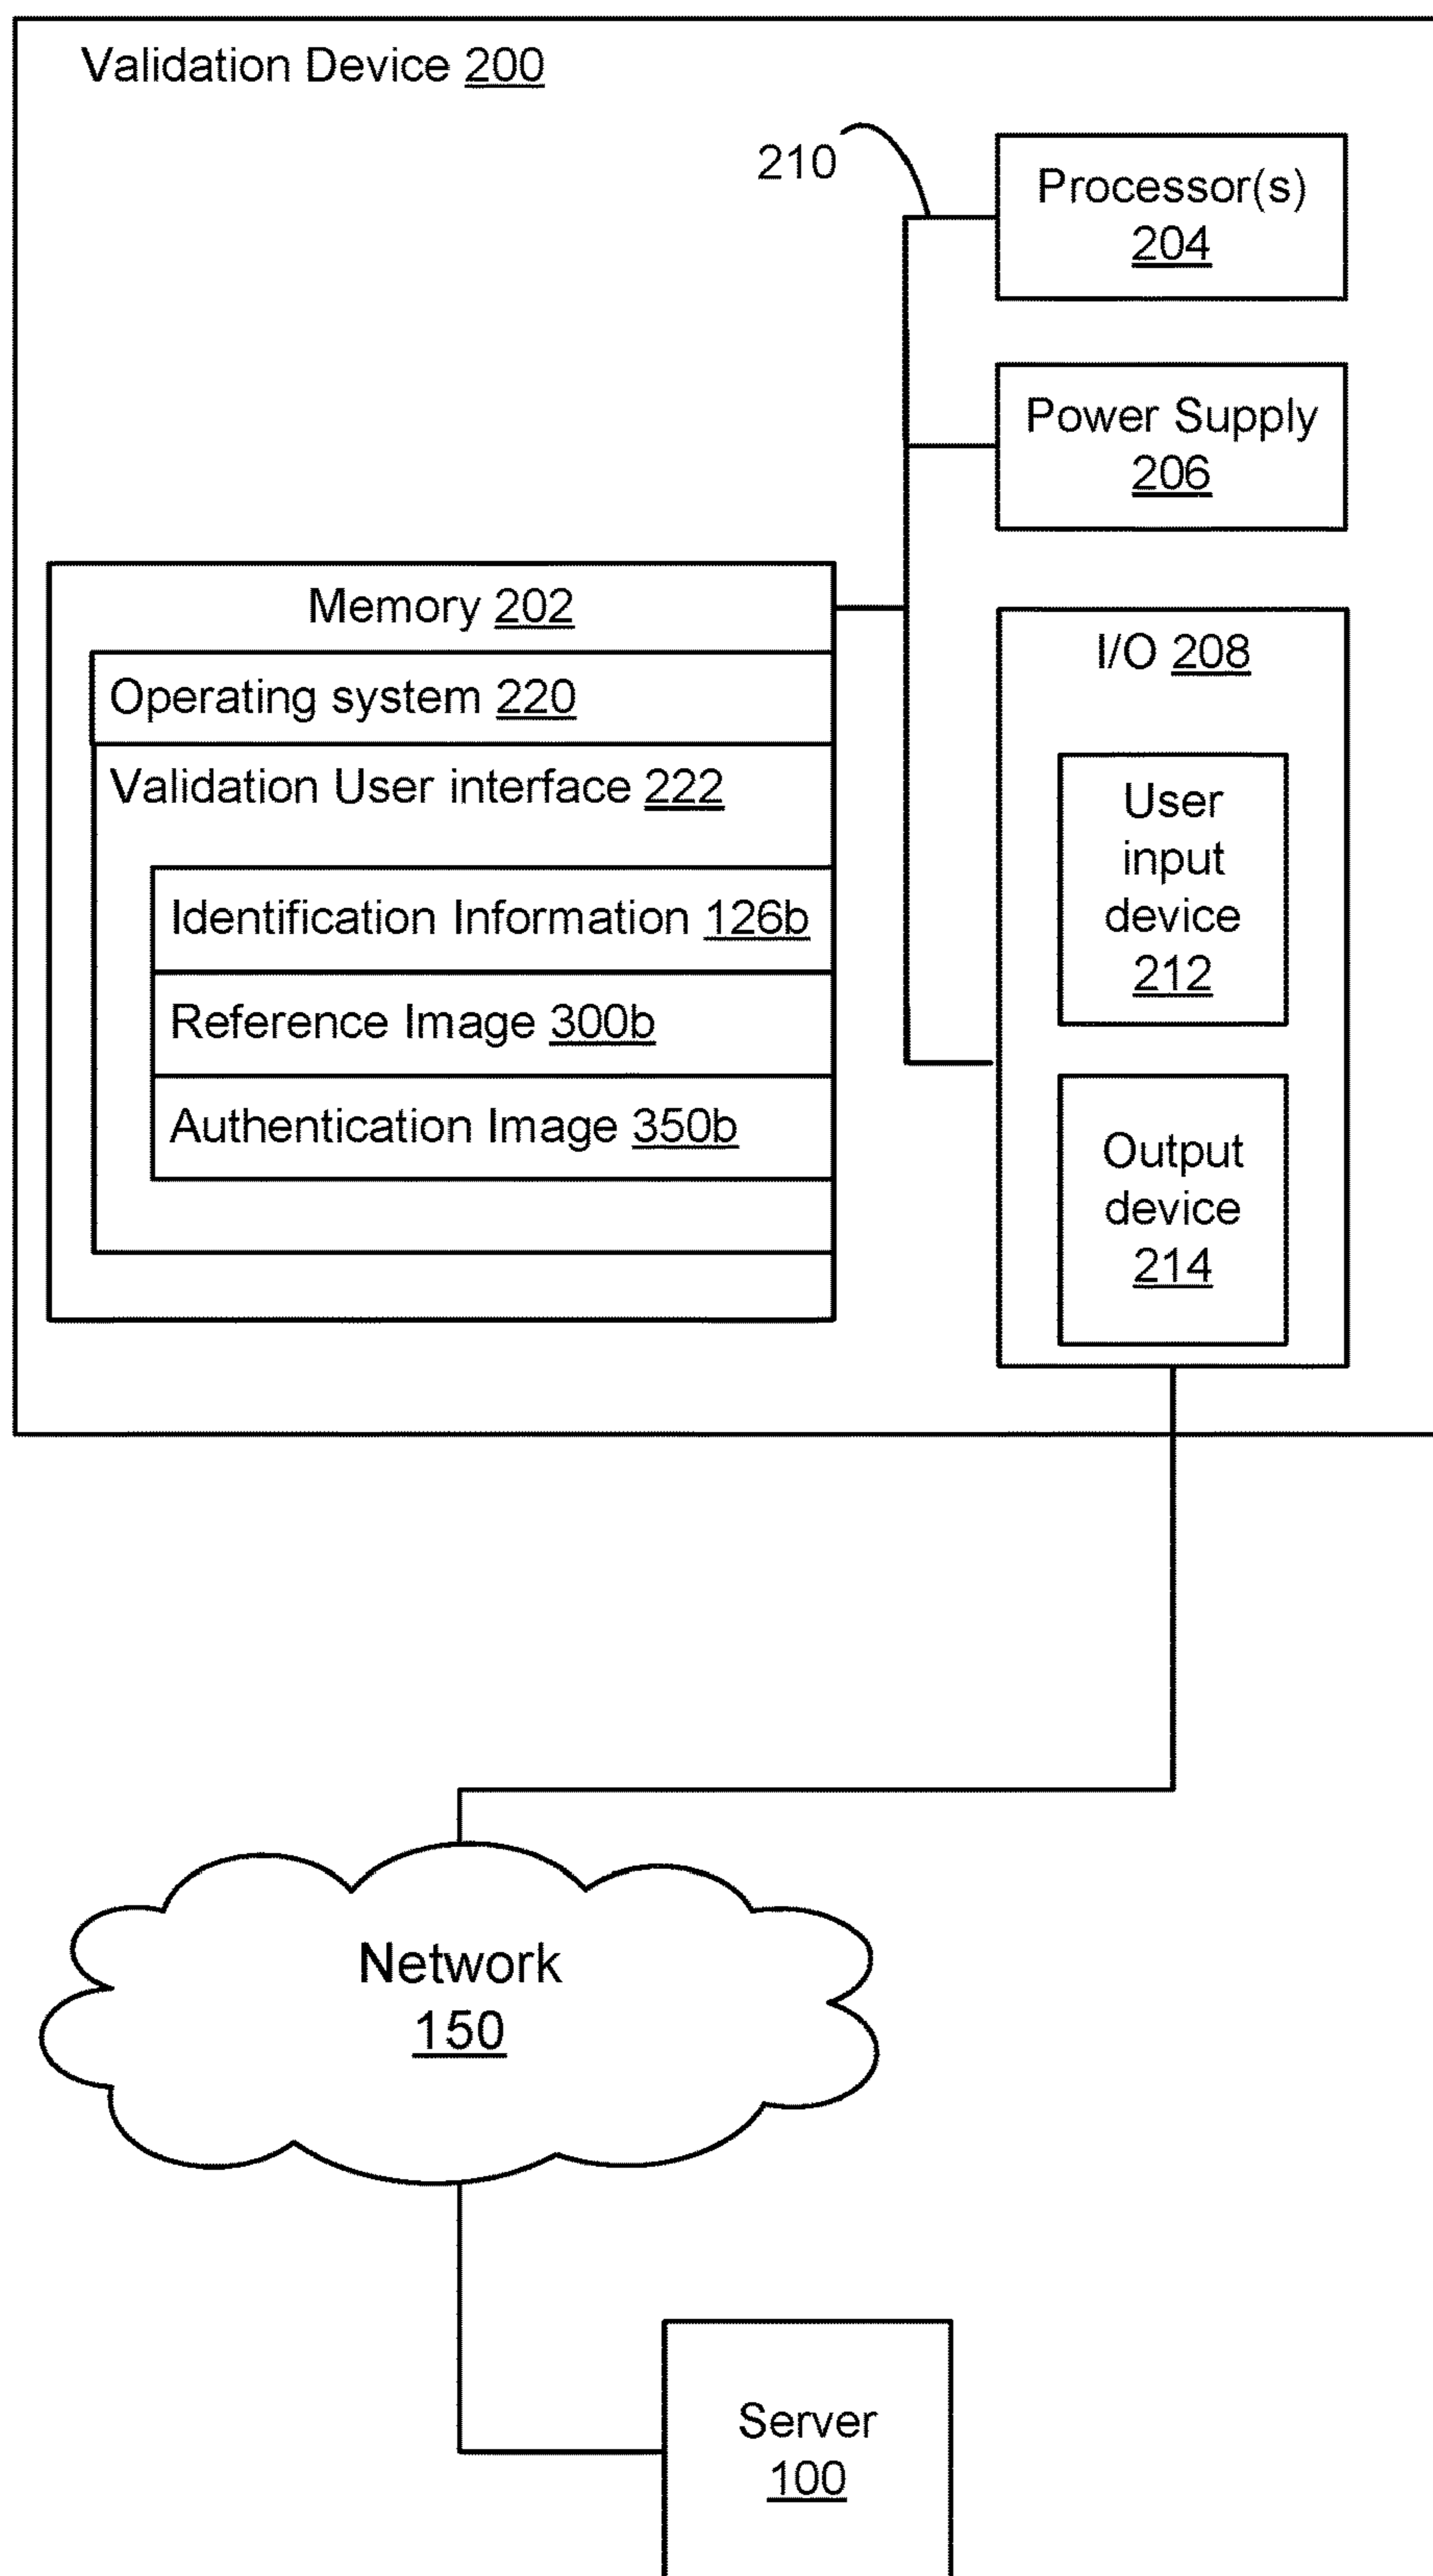 Validation Device 200
210
Processor(s)
204
Power Supply
206
Memory 202
Operating system 220
Validation User interface 222
Identification Information 126b
Reference Image 300b
Authentication Image 350b
I/O 208
User
input
device
212
Output
device
214
Network
150
Server
100